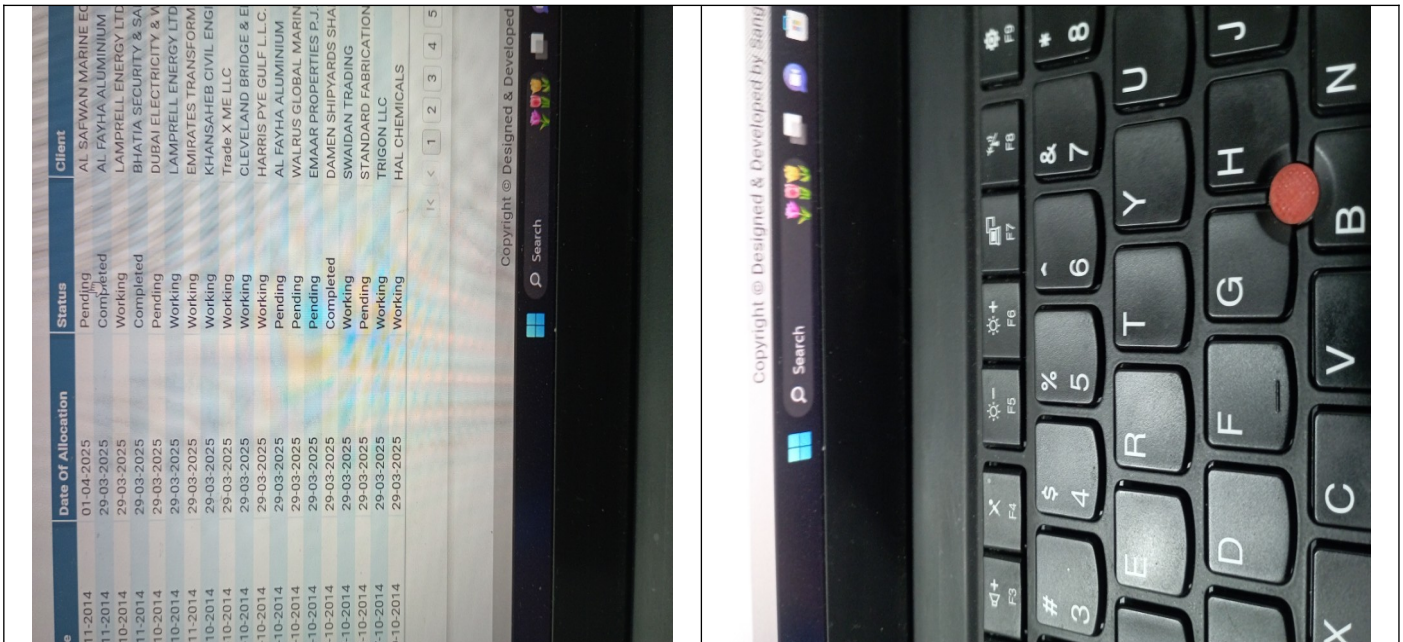 Date Of Allocation Status Client
11-2014 01-04-2025 Pending AL SAFWAN MARINE EC
11-2014 29-03-2025 Completed AL FAYHA ALUMINIUM
10-2014 29-03-2025 Working LAMPRELL ENERGY LTD
11-2014 29-03-2025 Completed BHATIA SECURITY & SA
10-2014 29-03-2025 Pending DUBAI ELECTRICITY & W
10-2014 29-03-2025 Working LAMPRELL ENERGY LTD
11-2014 29-03-2025 Working EMIRATES TRANSFORM
-10-2014 29-03-2025 Working KHANSAHEB CIVIL ENGI
-10-2014 29-03-2025 Working Trade X ME LLC
-10-2014 29-03-2025 Working CLEVELAND BRIDGE & E
-10-2014 29-03-2025 Working HARRIS PYE GULF L.L.C.
-10-2014 29-03-2025 Pending AL FAYHA ALUMINIUM
-10-2014 29-03-2025 Pending WALRUS GLOBAL MARIN
-10-2014 29-03-2025 Pending EMAAR PROPERTIES P.J.
-10-2014 29-03-2025 Completed DAMEN SHIPYARDS SHA
-10-2014 29-03-2025 Working SWAIDAN TRADING
-10-2014 29-03-2025 Pending STANDARD FABRICATION
-10-2014 29-03-2025 Working TRIGON LLC
-10-2014 29-03-2025 Working HAL CHEMICALS
1 2 3 4 5
Copyright © Designed & Developed
Search
Copyright © Designed & Developed by Sang
Search
F3 F4 F5 F6 F7 F8 F9
# $ % ^ & *
3 4 5 6 7 8
E R T Y U
D F G H J
X C V B N